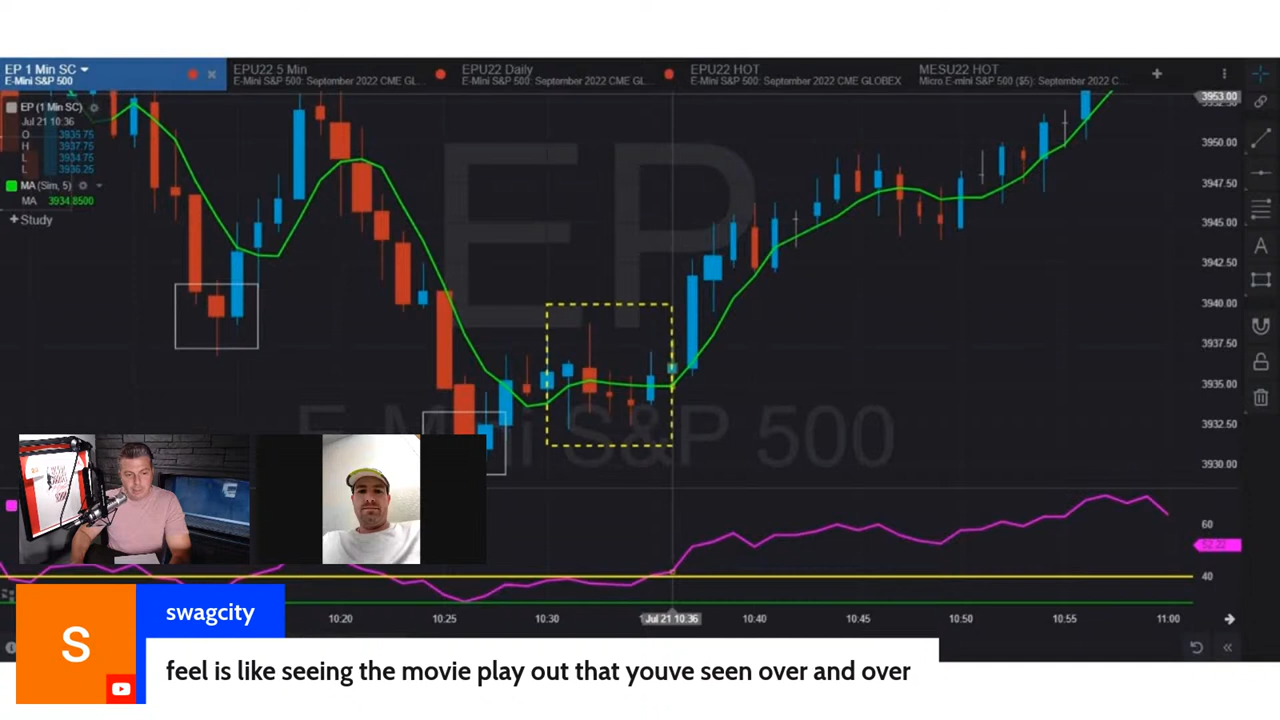 EP 1 Min SC
E-Mini S&P 500
EPU22 5 Min
E-Mini S&P 500: September 2022 CME GL...
EPU22 Daily
E-Mini S&P 500: September 2022 CME GL...
EPU22 HOT
E-Mini S&P 500: September 2022 CME GLOBEX
MESU22 HOT
Micro E-mini S&P 500 ($5): September 2022 C...
EP (1 Min SC)
Jul 21 10:36
O 3935.75
H 3937.75
L 3934.75
L 3936.25
MA (Sim, 5)
MA 3934.8500
+ Study
EP
E-Mini S&P 500
3953.00
3950.00
3947.50
3945.00
3942.50
3940.00
3937.50
3935.00
3932.50
3930.00
60
52.22
40
10:20
10:25
10:30
Jul 21 10:36
10:40
10:45
10:50
10:55
11:00
S
swagcity
feel is like seeing the movie play out that youve seen over and over